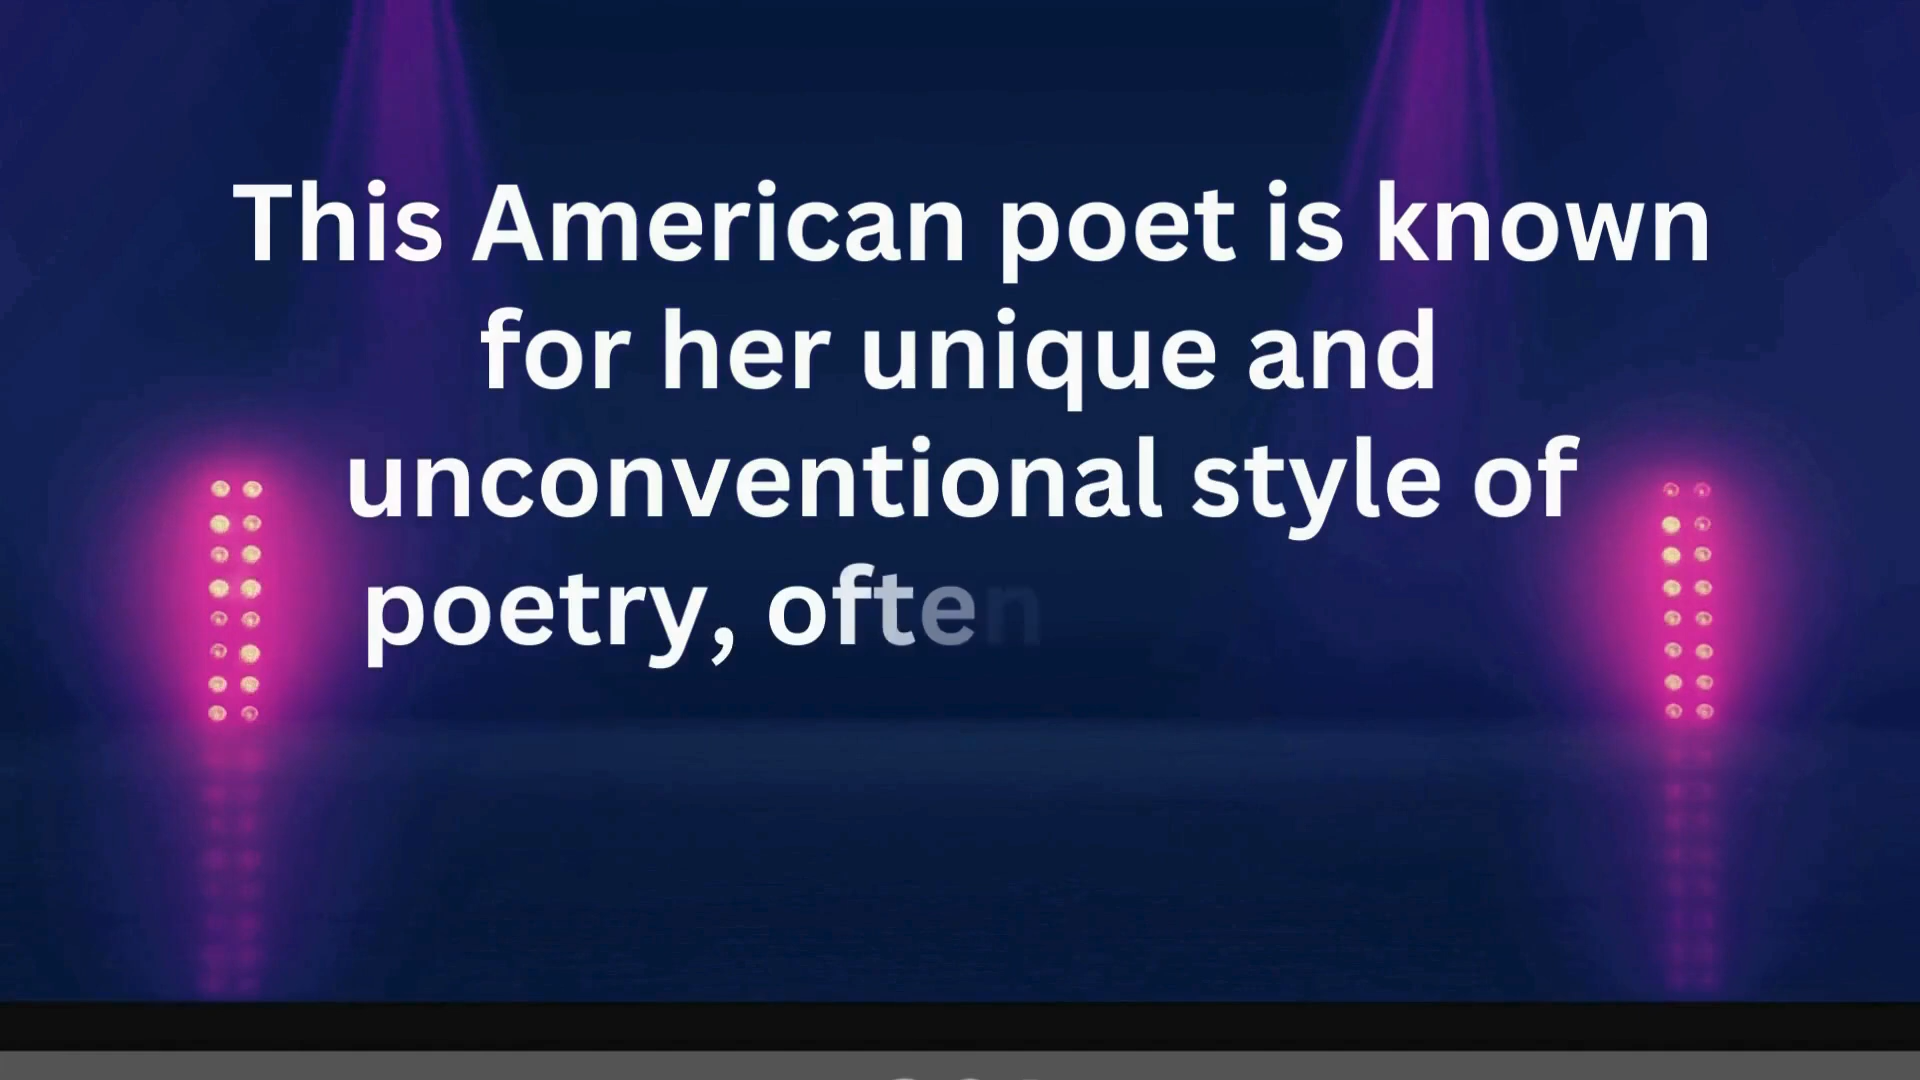 This American poet is known
for her unique and
unconventional style of
poetry, often